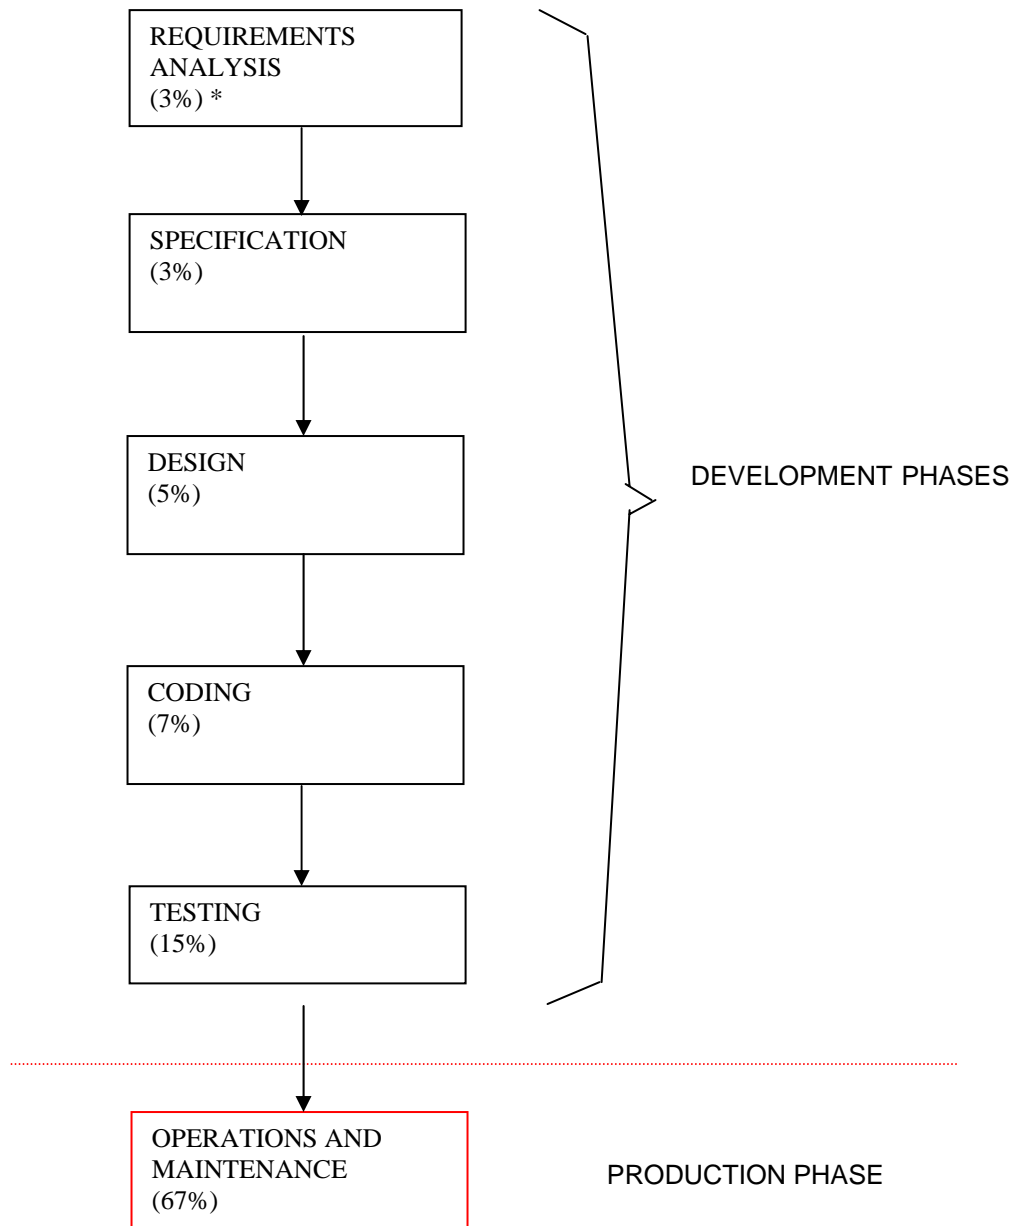 REQUIREMENTS
ANALYSIS
(3%) *
SPECIFICATION
(3%)
DESIGN
(5%)
DEVELOPMENT PHASES
CODING
(7%)
TESTING
(15%)
OPERATIONS AND
MAINTENANCE
(67%)
PRODUCTION PHASE